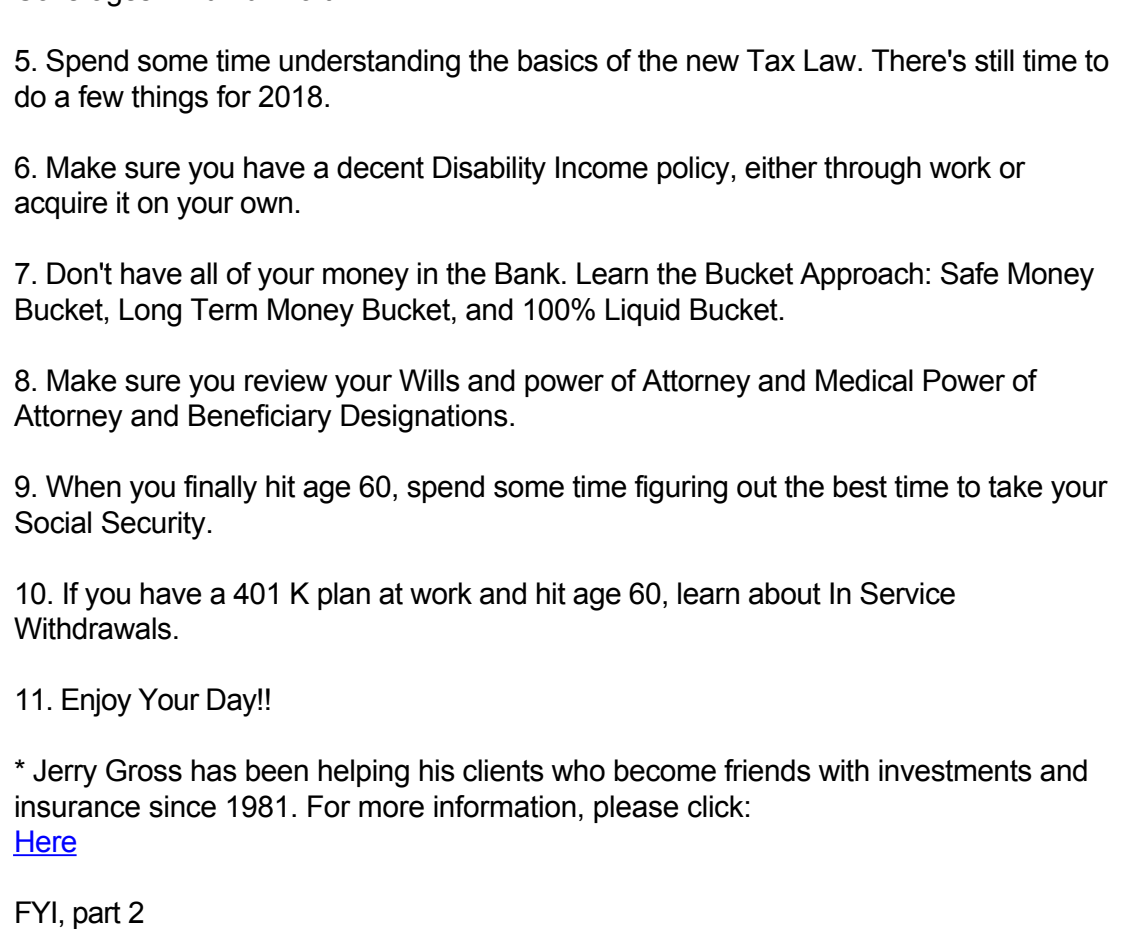 5. Spend some time understanding the basics of the new Tax Law. There's still time to
do a few things for 2018.
6. Make sure you have a decent Disability Income policy, either through work or
acquire it on your own.
7. Don't have all of your money in the Bank. Learn the Bucket Approach: Safe Money
Bucket, Long Term Money Bucket, and 100% Liquid Bucket.
8. Make sure you review your Wills and power of Attorney and Medical Power of
Attorney and Beneficiary Designations.
9. When you finally hit age 60, spend some time figuring out the best time to take your
Social Security.
10. If you have a 401 K plan at work and hit age 60, learn about In Service
Withdrawals.
11. Enjoy Your Day!!
* Jerry Gross has been helping his clients who become friends with investments and
insurance since 1981. For more information, please click:
Here
FYI, part 2